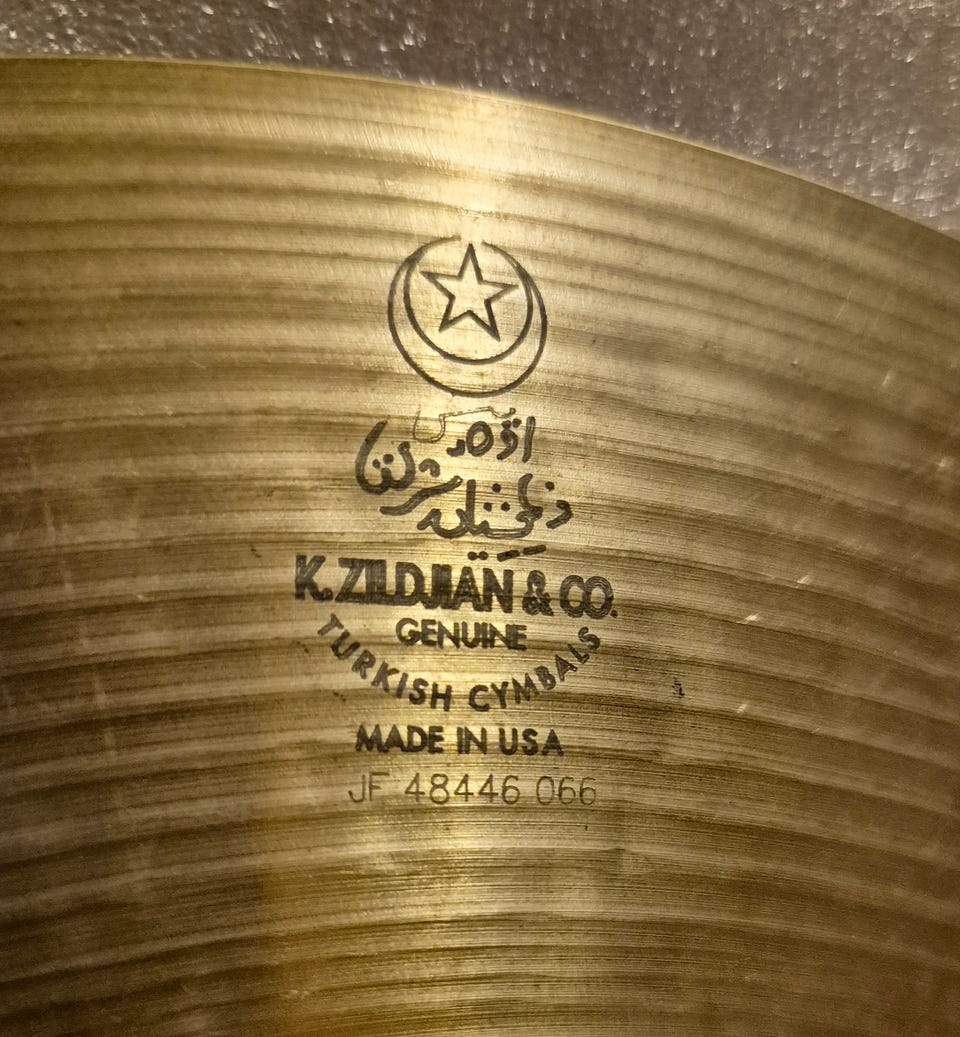 K. ZILDJIAN & CO.
GENUINE
TURKISH CYMBALS
MADE IN USA
JF 48446 066